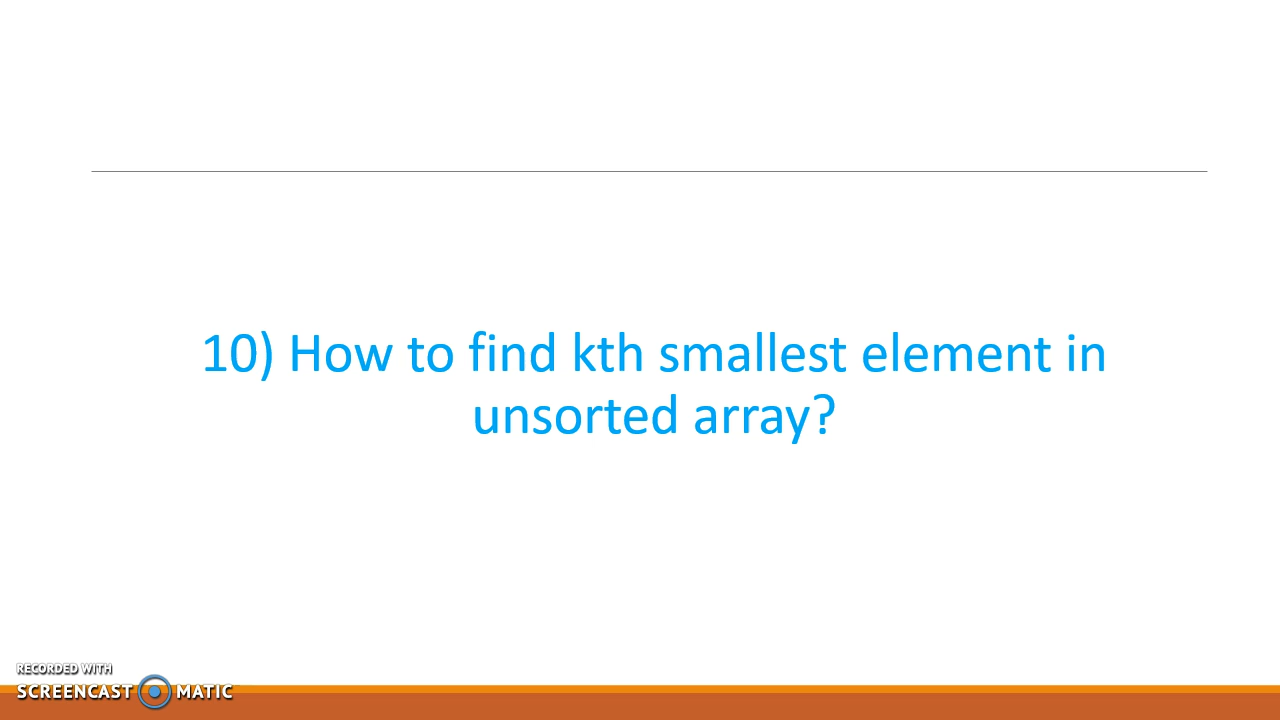 10) How to find kth smallest element in
unsorted array?
RECORDED WITH
SCREENCAST MATIC